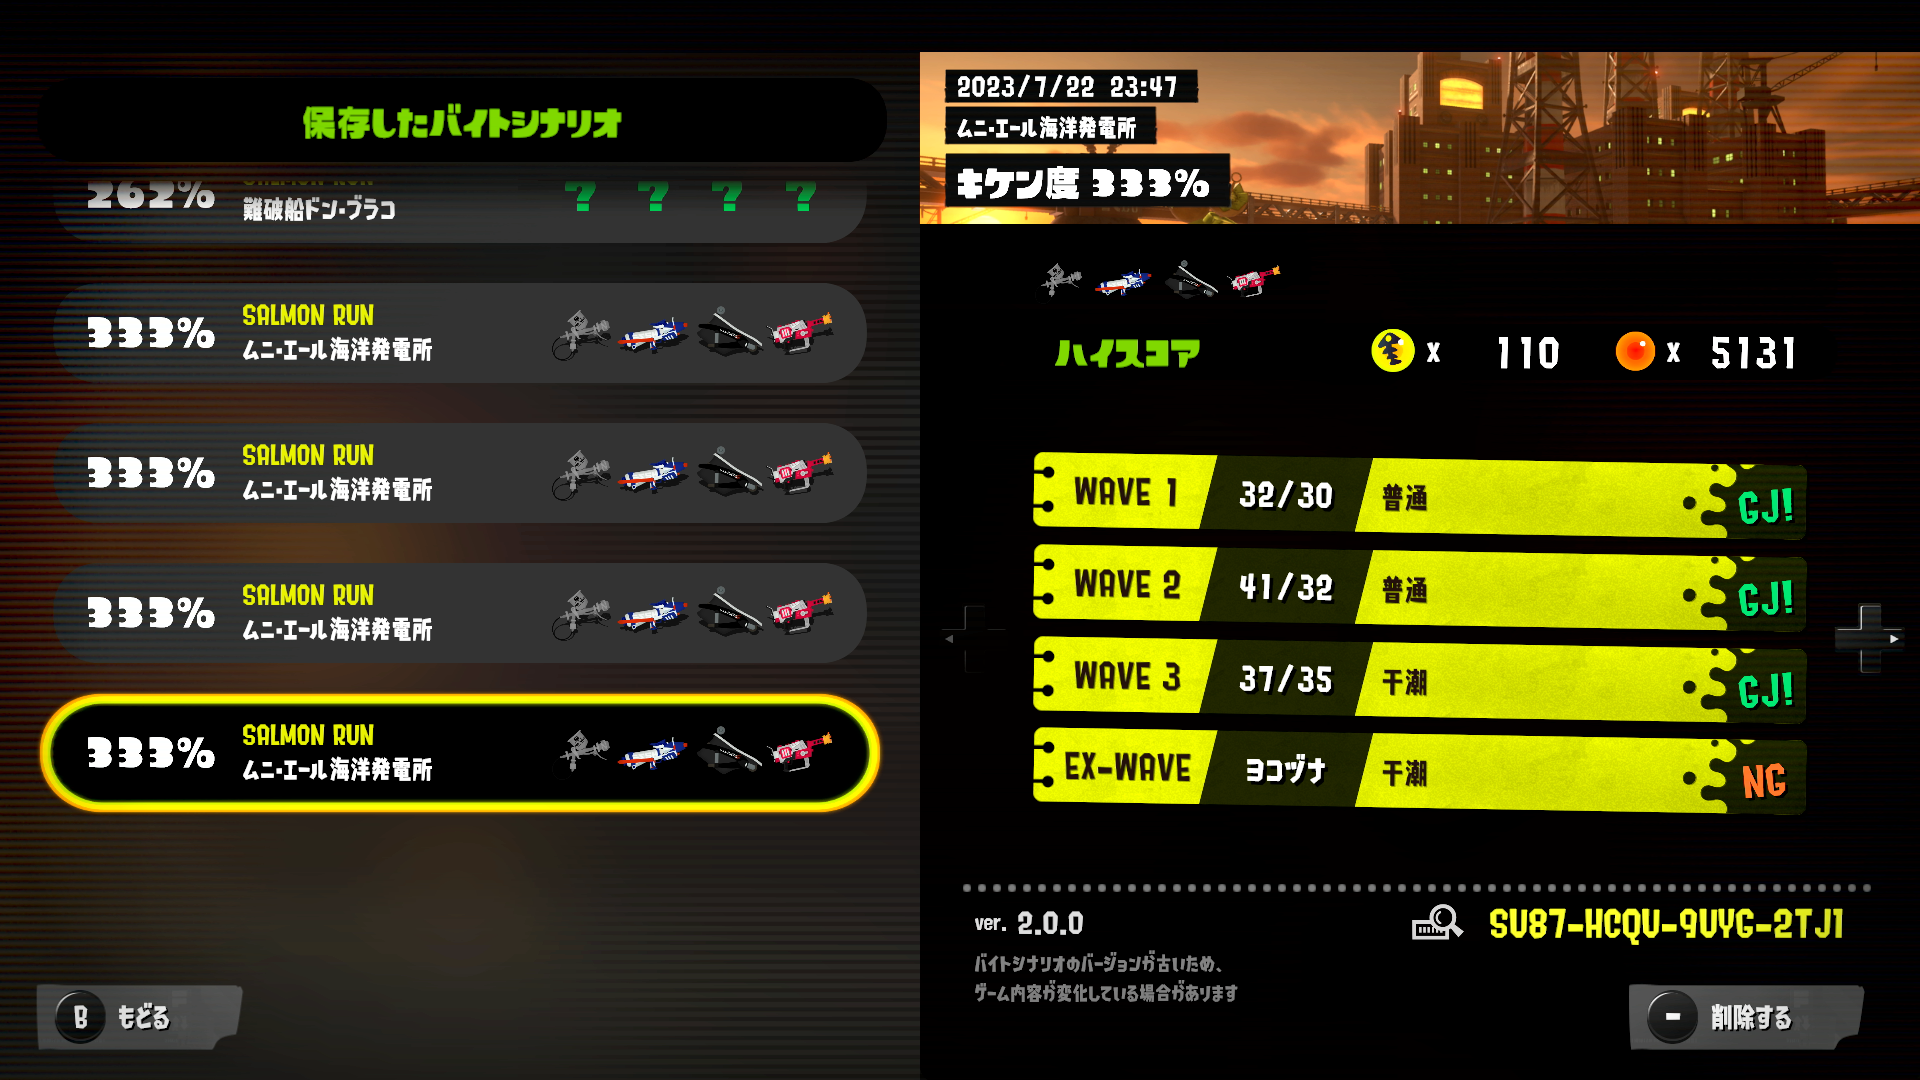 保存したバイトシナリオ
262%
SALMON RUN
難破船ドン・ブラコ
? ? ? ?
333%
SALMON RUN
ムニ・エール海洋発電所
333%
SALMON RUN
ムニ・エール海洋発電所
333%
SALMON RUN
ムニ・エール海洋発電所
333%
SALMON RUN
ムニ・エール海洋発電所
B もどる
2023/7/22 23:47
ムニ・エール海洋発電所
キケン度 333%
ハイスコア x 110 x 5131
WAVE 1 32/30 普通 GJ!
WAVE 2 41/32 普通 GJ!
WAVE 3 37/35 干潮 GJ!
EX-WAVE ヨコヅナ 干潮 NG
ver. 2.0.0
SU87-HCQU-9UYG-2TJ1
バイトシナリオのバージョンが古いため、
ゲーム内容が変化している場合があります
- 削除する